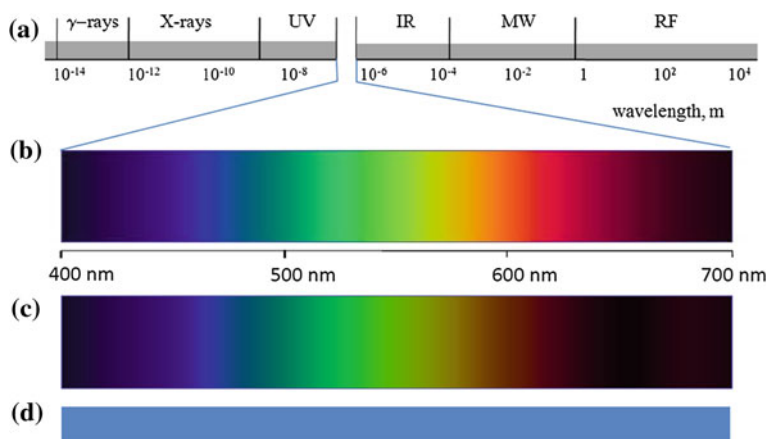 (a) γ–rays X-rays UV IR MW RF
10⁻¹⁴ 10⁻¹² 10⁻¹⁰ 10⁻⁸ 10⁻⁶ 10⁻⁴ 10⁻² 1 10² 10⁴
wavelength, m
(b)
400 nm 500 nm 600 nm 700 nm
(c)
(d)